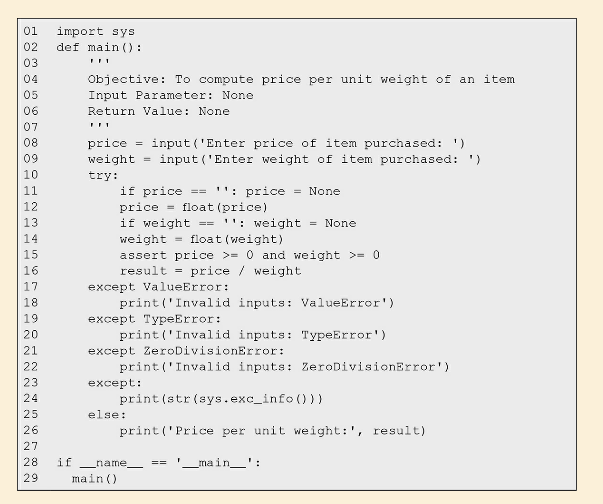 01 import sys
02 def main():
03     '''
04     Objective: To compute price per unit weight of an item
05     Input Parameter: None
06     Return Value: None
07     '''
08     price = input('Enter price of item purchased: ')
09     weight = input('Enter weight of item purchased: ')
10     try:
11         if price == '': price = None
12         price = float(price)
13         if weight == '': weight = None
14         weight = float(weight)
15         assert price >= 0 and weight >= 0
16         result = price / weight
17     except ValueError:
18         print('Invalid inputs: ValueError')
19     except TypeError:
20         print('Invalid inputs: TypeError')
21     except ZeroDivisionError:
22         print('Invalid inputs: ZeroDivisionError')
23     except:
24         print(str(sys.exc_info()))
25     else:
26         print('Price per unit weight:', result)
27
28 if __name__ == '__main__':
29   main()